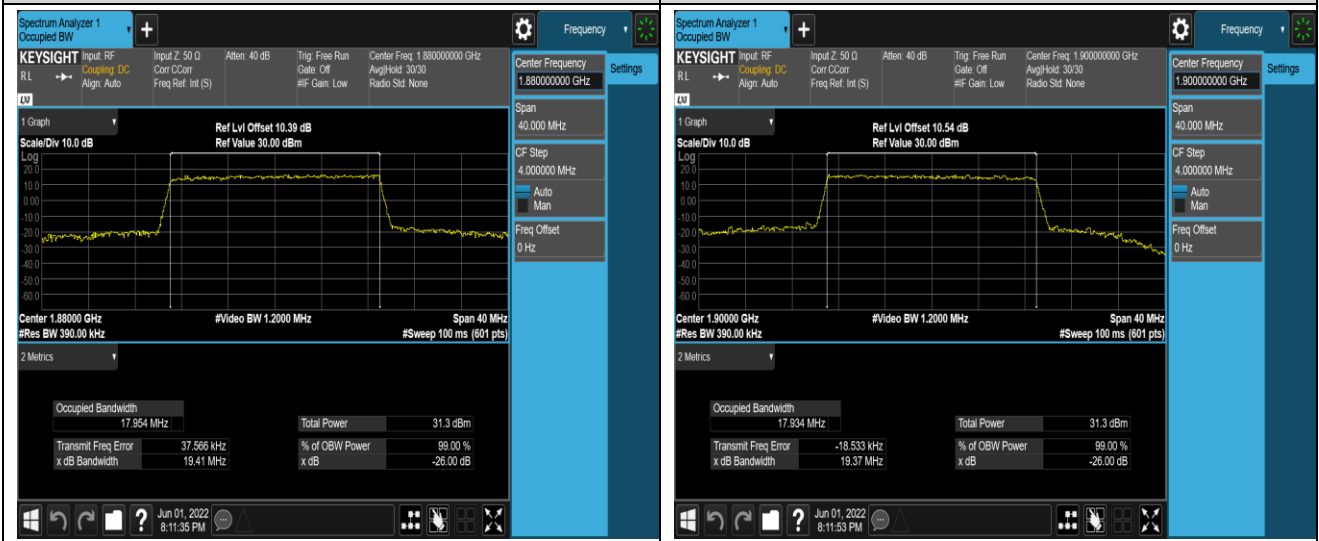 Spectrum Analyzer 1
Occupied BW
+
Frequency
KEYSIGHT
RL
LXI
Input: RF
Coupling: DC
Align: Auto
Input Z: 50 Ω
Corr CCorr
Freq Ref: Int (S)
Atten: 40 dB
Trig: Free Run
Gate: Off
#IF Gain: Low
Center Freq: 1.880000000 GHz
Avg|Hold: 30/30
Radio Std: None
Center Frequency
1.880000000 GHz
Settings
Span
40.000 MHz
CF Step
4.000000 MHz
Auto
Man
Freq Offset
0 Hz
1 Graph
Scale/Div 10.0 dB
Ref Lvl Offset 10.39 dB
Ref Value 30.00 dBm
Log
20.0
10.0
0.00
-10.0
-20.0
-30.0
-40.0
-50.0
-60.0
Center 1.88000 GHz
#Video BW 1.2000 MHz
Span 40 MHz
#Res BW 390.00 kHz
#Sweep 100 ms (601 pts)
2 Metrics
Occupied Bandwidth
17.954 MHz
Total Power 31.3 dBm
Transmit Freq Error 37.566 kHz
% of OBW Power 99.00 %
x dB Bandwidth 19.41 MHz
x dB -26.00 dB
?
Jun 01, 2022
8:11:35 PM
Spectrum Analyzer 1
Occupied BW
+
Frequency
KEYSIGHT
RL
LXI
Input: RF
Coupling: DC
Align: Auto
Input Z: 50 Ω
Corr CCorr
Freq Ref: Int (S)
Atten: 40 dB
Trig: Free Run
Gate: Off
#IF Gain: Low
Center Freq: 1.900000000 GHz
Avg|Hold: 30/30
Radio Std: None
Center Frequency
1.900000000 GHz
Settings
Span
40.000 MHz
CF Step
4.000000 MHz
Auto
Man
Freq Offset
0 Hz
1 Graph
Scale/Div 10.0 dB
Ref Lvl Offset 10.54 dB
Ref Value 30.00 dBm
Log
20.0
10.0
0.00
-10.0
-20.0
-30.0
-40.0
-50.0
-60.0
Center 1.90000 GHz
#Video BW 1.2000 MHz
Span 40 MHz
#Res BW 390.00 kHz
#Sweep 100 ms (601 pts)
2 Metrics
Occupied Bandwidth
17.934 MHz
Total Power 31.3 dBm
Transmit Freq Error -18.533 kHz
% of OBW Power 99.00 %
x dB Bandwidth 19.37 MHz
x dB -26.00 dB
?
Jun 01, 2022
8:11:53 PM